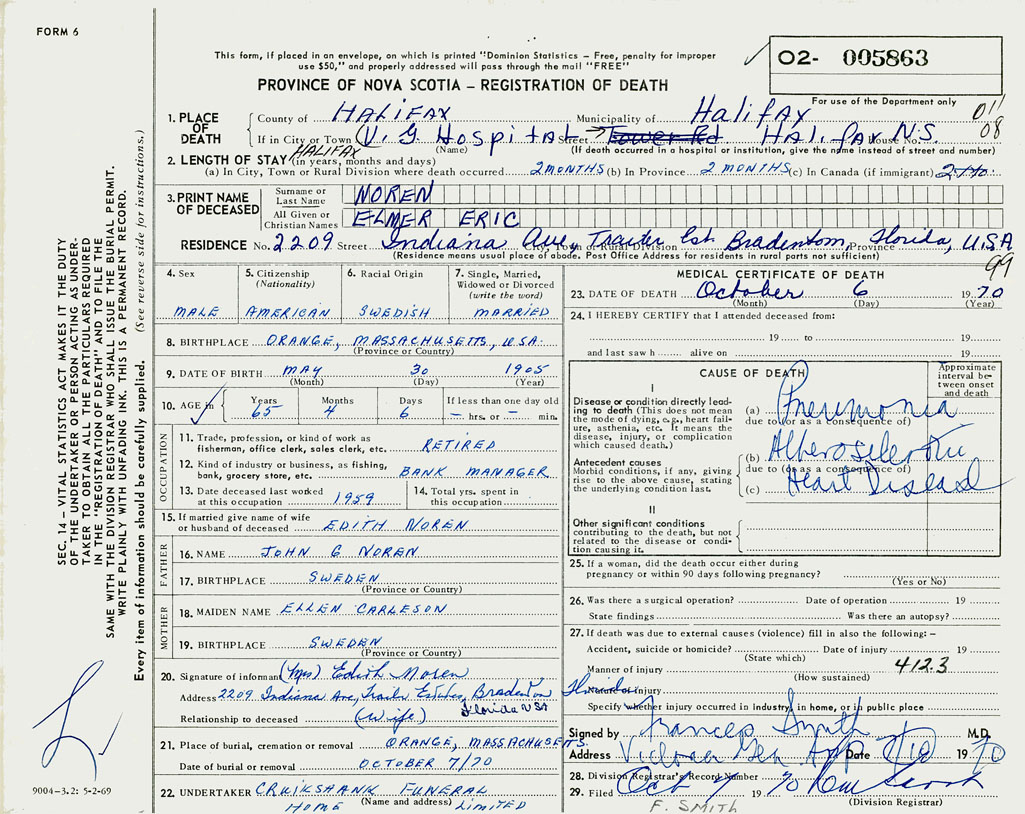 FORM 6
This form, if placed in an envelope, on which is printed "Dominion Statistics – Free, penalty for improper
use $50," and properly addressed will pass through the mail "FREE"
O2- 005863
PROVINCE OF NOVA SCOTIA – REGISTRATION OF DEATH
For use of the Department only
011
08
1. PLACE OF DEATH
County of HALIFAX Municipality of Halifax
If in City or Town HALIFAX (V. G Hospital Street Tower Rd HALifax N.S. House No.
(Name) (If death occurred in a hospital or institution, give the name instead of street and number)
2. LENGTH OF STAY (in years, months and days)
(a) In City, Town or Rural Division where death occurred 2 MONTHS (b) In Province 2 MONTHS (c) In Canada (if immigrant) 2 Mo.
3. PRINT NAME OF DECEASED
Surname or Last Name NOREN
All Given or Christian Names ELMER ERIC
RESIDENCE No. 2209 Street Indiana Ave, Trailer Est. Bradentom, Province Florida, U.S.A
City, Town or Rural Division
(Residence means usual place of abode. Post Office Address for residents in rural parts not sufficient)
99
4. Sex
MALE
5. Citizenship (Nationality)
AMERICAN
6. Racial Origin
SWEDISH
7. Single, Married, Widowed or Divorced (write the word)
MARRIED
8. BIRTHPLACE ORANGE, MASSACHUSETTS, USA.
(Province or Country)
9. DATE OF BIRTH MAY 30 1905
(Month) (Day) (Year)
10. AGE in Years Months Days If less than one day old
65 4 6 – hrs. or – min.
OCCUPATION
11. Trade, profession, or kind of work as fisherman, office clerk, sales clerk, etc. RETIRED
12. Kind of industry or business, as fishing, bank, grocery store, etc. BANK MANAGER
13. Date deceased last worked at this occupation 1959
14. Total yrs. spent in this occupation
15. If married give name of wife or husband of deceased EDITH NOREN
FATHER
16. NAME JOHN G NOREN
17. BIRTHPLACE SWEDEN
(Province or Country)
MOTHER
18. MAIDEN NAME ELLEN CARLESON
19. BIRTHPLACE SWEDEN
(Province or Country)
20. Signature of informant (Mrs) Edith Noren
Address 2209 Indiana Ave, Trailer Estates, Bradenton Florida
Florida USA
Relationship to deceased (wife)
21. Place of burial, cremation or removal ORANGE, MASSACHUSETTS.
Date of burial or removal OCTOBER 7/70
22. UNDERTAKER CRUIKSHANK FUNERAL
(Name and address)
HOME LIMITED
MEDICAL CERTIFICATE OF DEATH
23. DATE OF DEATH October 6 1970
(Month) (Day) (Year)
24. I HEREBY CERTIFY that I attended deceased from:
19 to 19
and last saw h alive on 19
CAUSE OF DEATH
Approximate interval between onset and death
I
Disease or condition directly leading to death (This does not mean the mode of dying, e.g., heart failure, asthenia, etc. It means the disease, injury, or complication which caused death.)
(a) Pneumonia
due to (or as a consequence of)
Antecedent causes
Morbid conditions, if any, giving rise to the above cause, stating the underlying condition last.
(b)
due to (or as a consequence of)
(c) Heart Disease
II
Other significant conditions
contributing to the death, but not related to the disease or condition causing it.
25. If a woman, did the death occur either during pregnancy or within 90 days following pregnancy?
(Yes or No)
26. Was there a surgical operation? Date of operation 19
State findings Was there an autopsy?
27. If death was due to external causes (violence) fill in also the following: –
Accident, suicide or homicide? Date of injury 19
(State which)
Manner of injury 412.3
(How sustained)
Nature of injury
Specify whether injury occurred in industry, in home, or in public place
Signed by Frances Smith M.D.
Address Date 1970
28. Division Registrar's Record Number
29. Filed Oct 7 1970
(Division Registrar)
F. SMITH
SEC. 14 – VITAL STATISTICS ACT MAKES IT THE DUTY
OF THE UNDERTAKER OR PERSON ACTING AS UNDER-
TAKER TO OBTAIN ALL THE PARTICULARS REQUIRED
IN THE "REGISTRATION OF DEATH" AND TO FILE THE
SAME WITH THE DIVISION REGISTRAR WHO SHALL ISSUE THE BURIAL PERMIT.
WRITE PLAINLY WITH UNFADING INK. THIS IS A PERMANENT RECORD.
Every item of information should be carefully supplied. (See reverse side for instructions.)
9004-3.2: 5-2-69